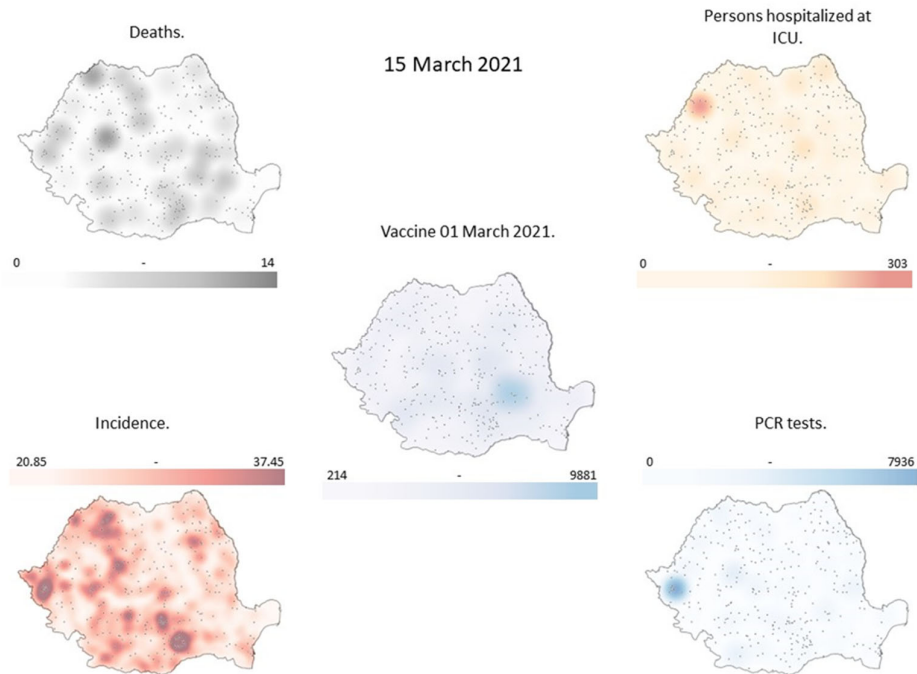 Deaths.
15 March 2021
Persons hospitalized at
ICU.
0 - 14
0 - 303
Vaccine 01 March 2021.
214 - 9881
Incidence.
20.85 - 37.45
PCR tests.
0 - 7936